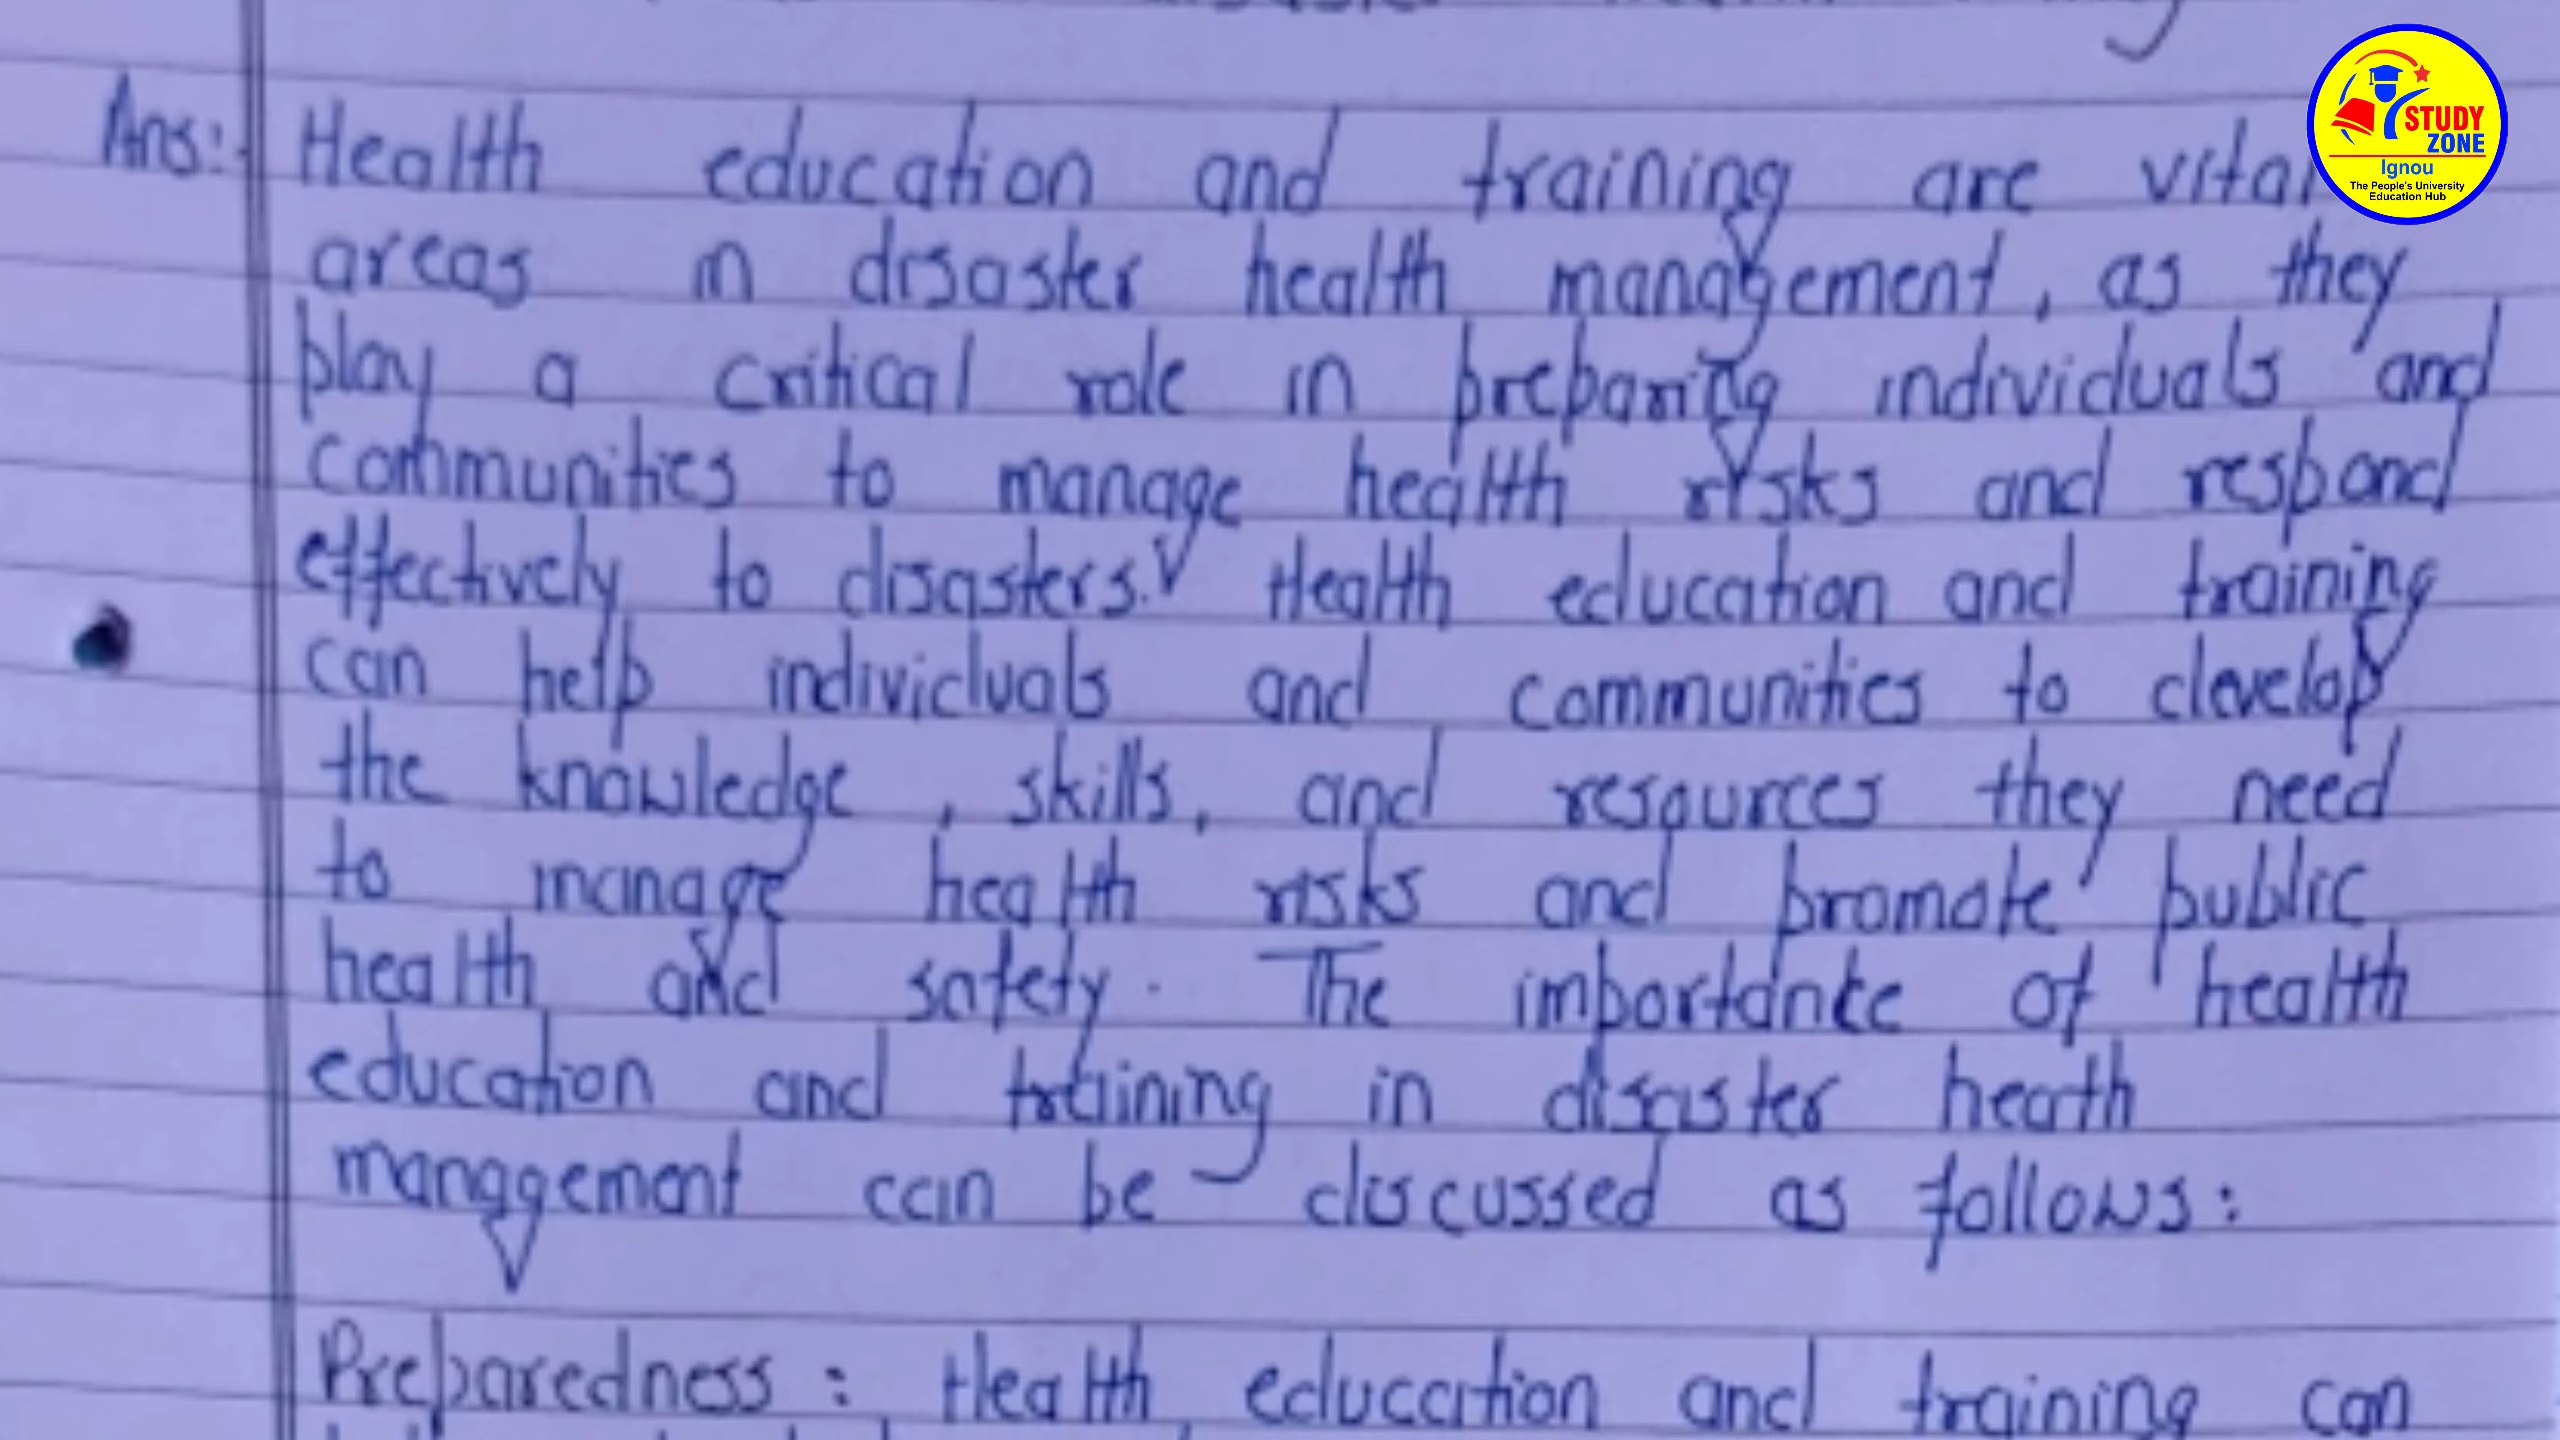 disaster health
Ans:- Health education and training are vital
areas in disaster health management, as they
play a critical role in preparing individuals and
communities to manage health risks and respond
effectively to disasters. Health education and training
can help individuals and communities to develop
the knowledge, skills, and resources they need
to manage health risks and promote public
health and safety. The importance of health
education and training in disaster heath
management can be discussed as follows:
Preparedness: Health education and training can
STUDY
ZONE
Ignou
The People's University
Education Hub